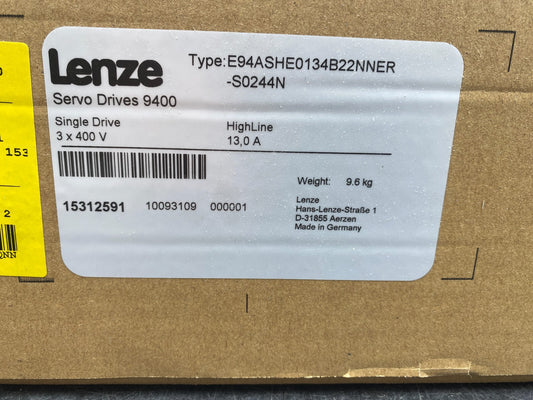 Lenze
Type:E94ASHE0134B22NNER
-S0244N
Servo Drives 9400
Single Drive
HighLine
3 x 400 V
13,0 A
Weight: 9.6 kg
15312591 10093109 000001
Lenze
Hans-Lenze-Straße 1
D-31855 Aerzen
Made in Germany
153
2